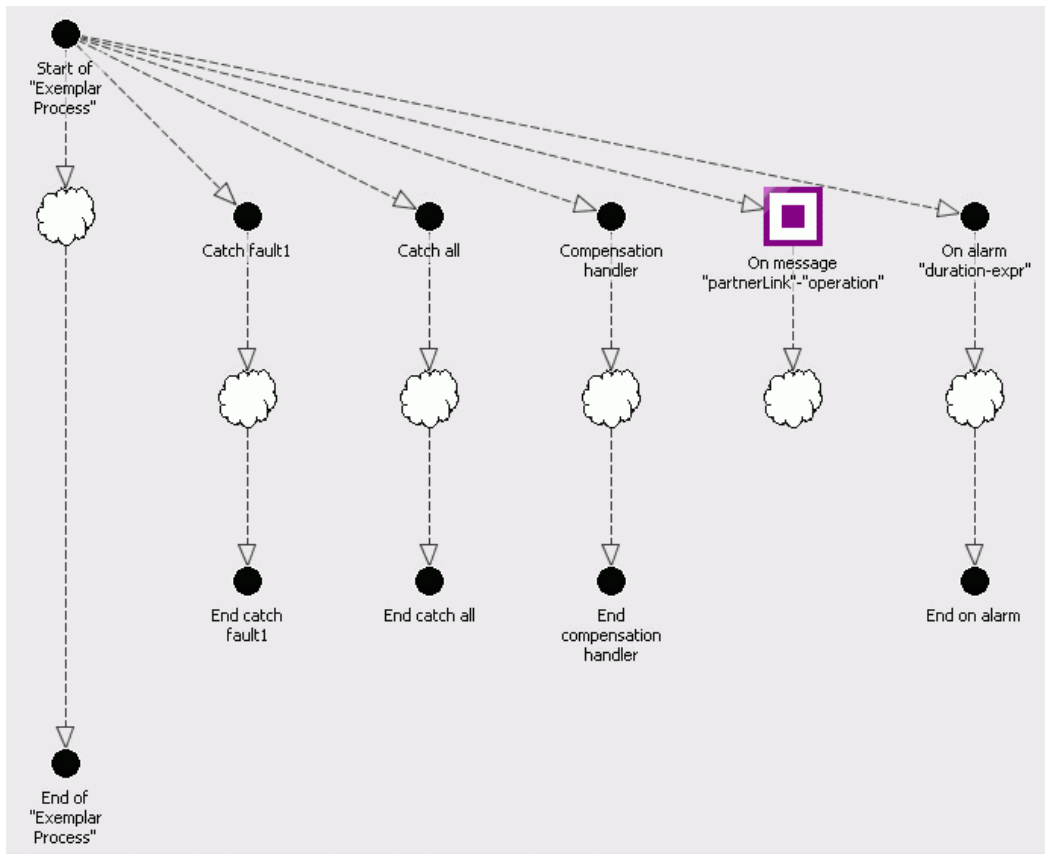 Start of
"Exemplar
Process"
Catch fault1
Catch all
Compensation
handler
On message
"partnerLink"-"operation"
On alarm
"duration-expr"
End catch
fault1
End catch all
End
compensation
handler
End on alarm
End of
"Exemplar
Process"